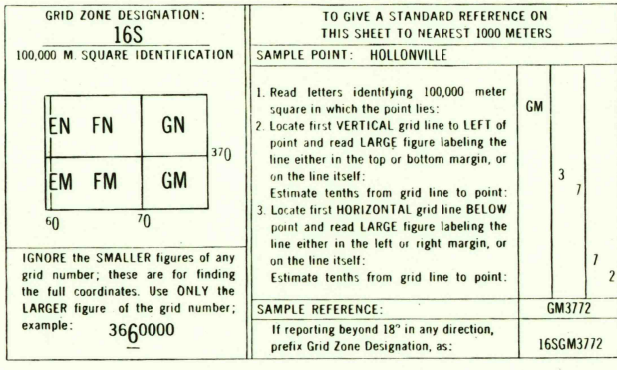 GRID ZONE DESIGNATION:
16S
100,000 M. SQUARE IDENTIFICATION
EN FN GN
370
EM FM GM
60 70
IGNORE the SMALLER figures of any
grid number; these are for finding
the full coordinates. Use ONLY the
LARGER figure of the grid number;
example: 3660000
TO GIVE A STANDARD REFERENCE ON
THIS SHEET TO NEAREST 1000 METERS
SAMPLE POINT: HOLLONVILLE
1. Read letters identifying 100,000 meter
square in which the point lies: GM
2. Locate first VERTICAL grid line to LEFT of
point and read LARGE figure labeling the
line either in the top or bottom margin, or
on the line itself: 3
Estimate tenths from grid line to point: 7
3. Locate first HORIZONTAL grid line BELOW
point and read LARGE figure labeling the
line either in the left or right margin, or
on the line itself: 7
Estimate tenths from grid line to point: 2
SAMPLE REFERENCE: GM3772
If reporting beyond 18° in any direction,
prefix Grid Zone Designation, as: 16SGM3772